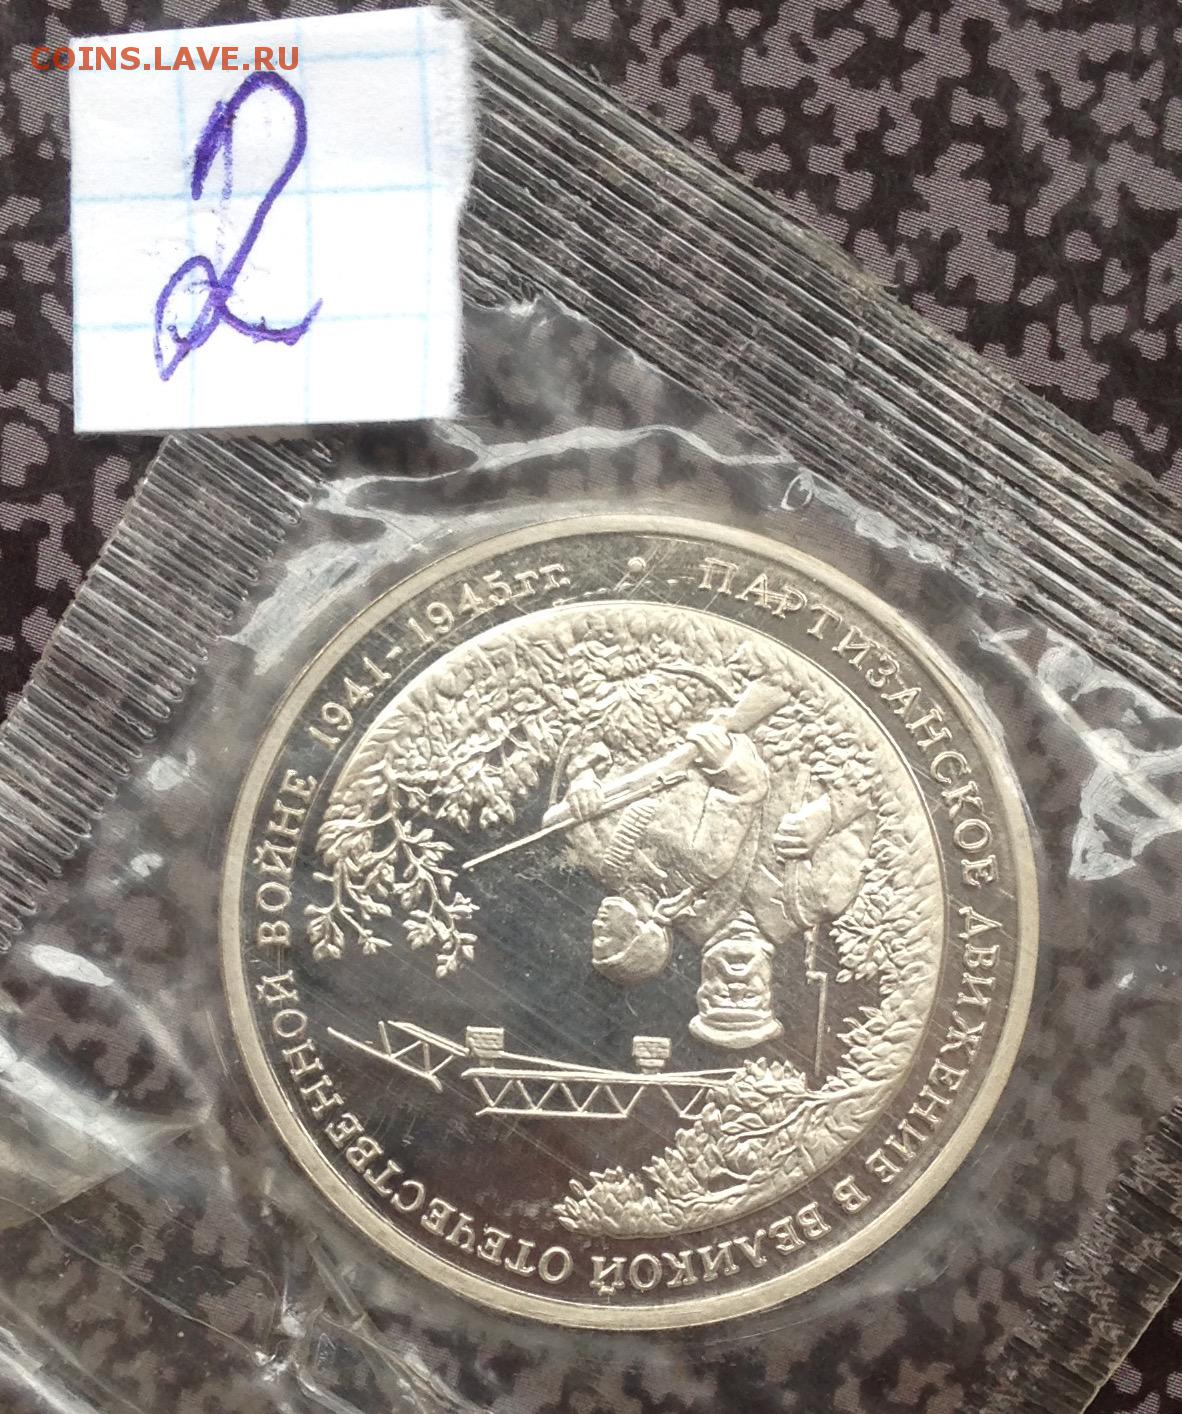 COINS.LAVE.RU
2
ПАРТИЗАНСКОЕ ДВИЖЕНИЕ В ВЕЛИКОЙ ОТЕЧЕСТВЕННОЙ ВОЙНЕ 1941-1945гг. •